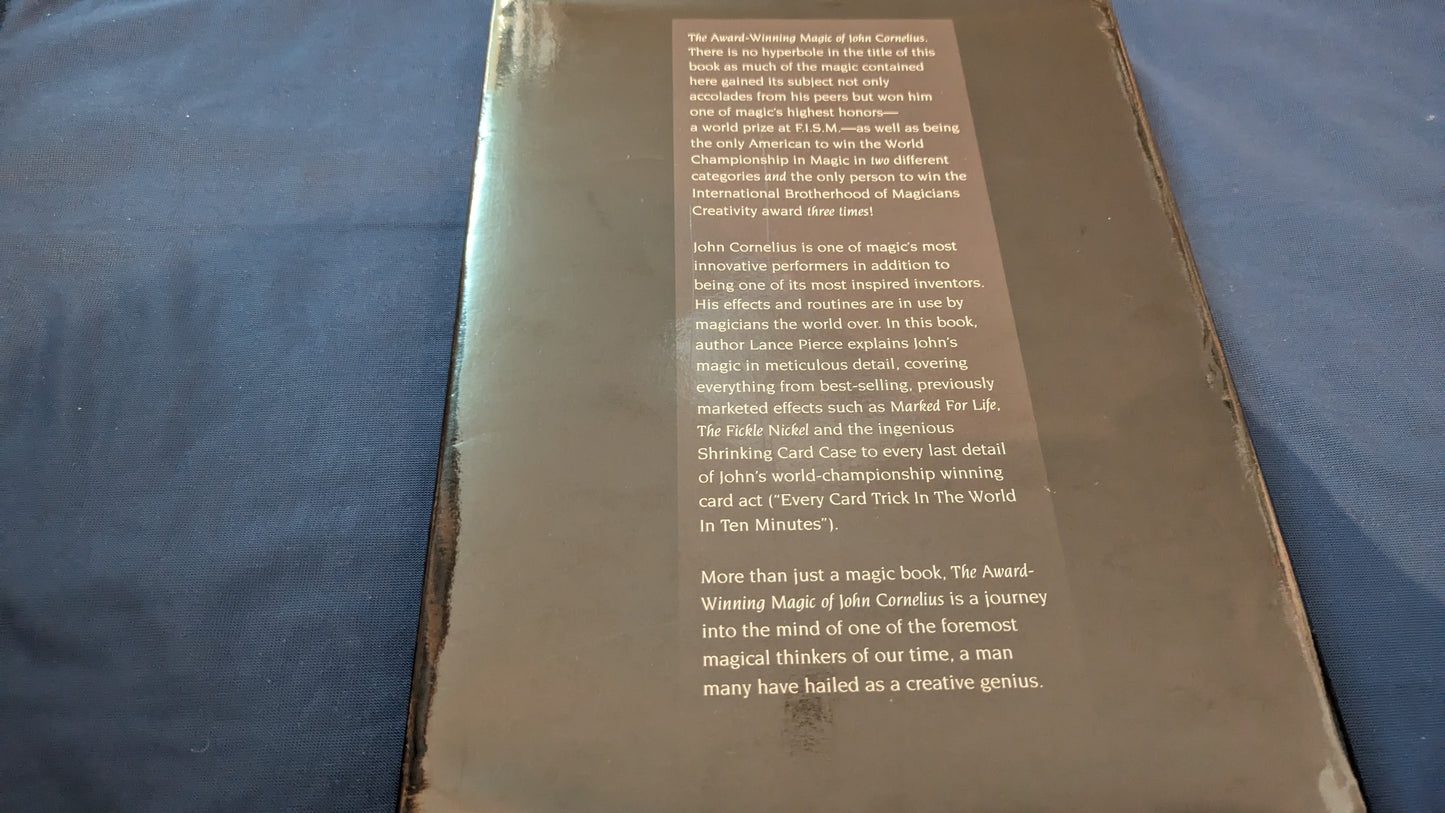 The Award-Winning Magic of John Cornelius.
There is no hyperbole in the title of this
book as much of the magic contained
here gained its subject not only
accolades from his peers but won him
one of magic's highest honors—
a world prize at F.I.S.M.—as well as being
the only American to win the World
Championship in Magic in two different
categories and the only person to win the
International Brotherhood of Magicians
Creativity award three times!
John Cornelius is one of magic's most
innovative performers in addition to
being one of its most inspired inventors.
His effects and routines are in use by
magicians the world over. In this book,
author Lance Pierce explains John's
magic in meticulous detail, covering
everything from best-selling, previously
marketed effects such as Marked For Life,
The Fickle Nickel and the ingenious
Shrinking Card Case to every last detail
of John's world-championship winning
card act (“Every Card Trick In The World
In Ten Minutes”).
More than just a magic book, The Award-
Winning Magic of John Cornelius is a journey
into the mind of one of the foremost
magical thinkers of our time, a man
many have hailed as a creative genius.